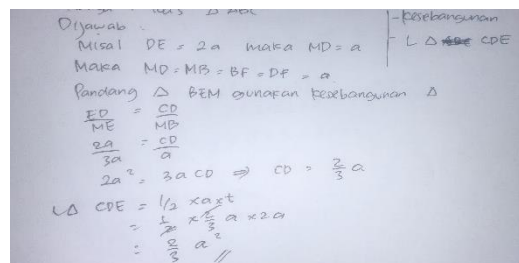 Dijawab :
Misal DE = 2a maka MD = a
Maka MD = MB = BF = DF = a
Pandang Δ BEM gunakan kesebangunan Δ
ED/ME = CD/MB
2a/3a = CD/a
2a² = 3a CD ⇒ CD = 2/3 a
L Δ CDE = 1/2 x a x t
= 1/2 x 2/3 a x 2a
= 2/3 a² //
- kesebangunan
- L Δ CDE